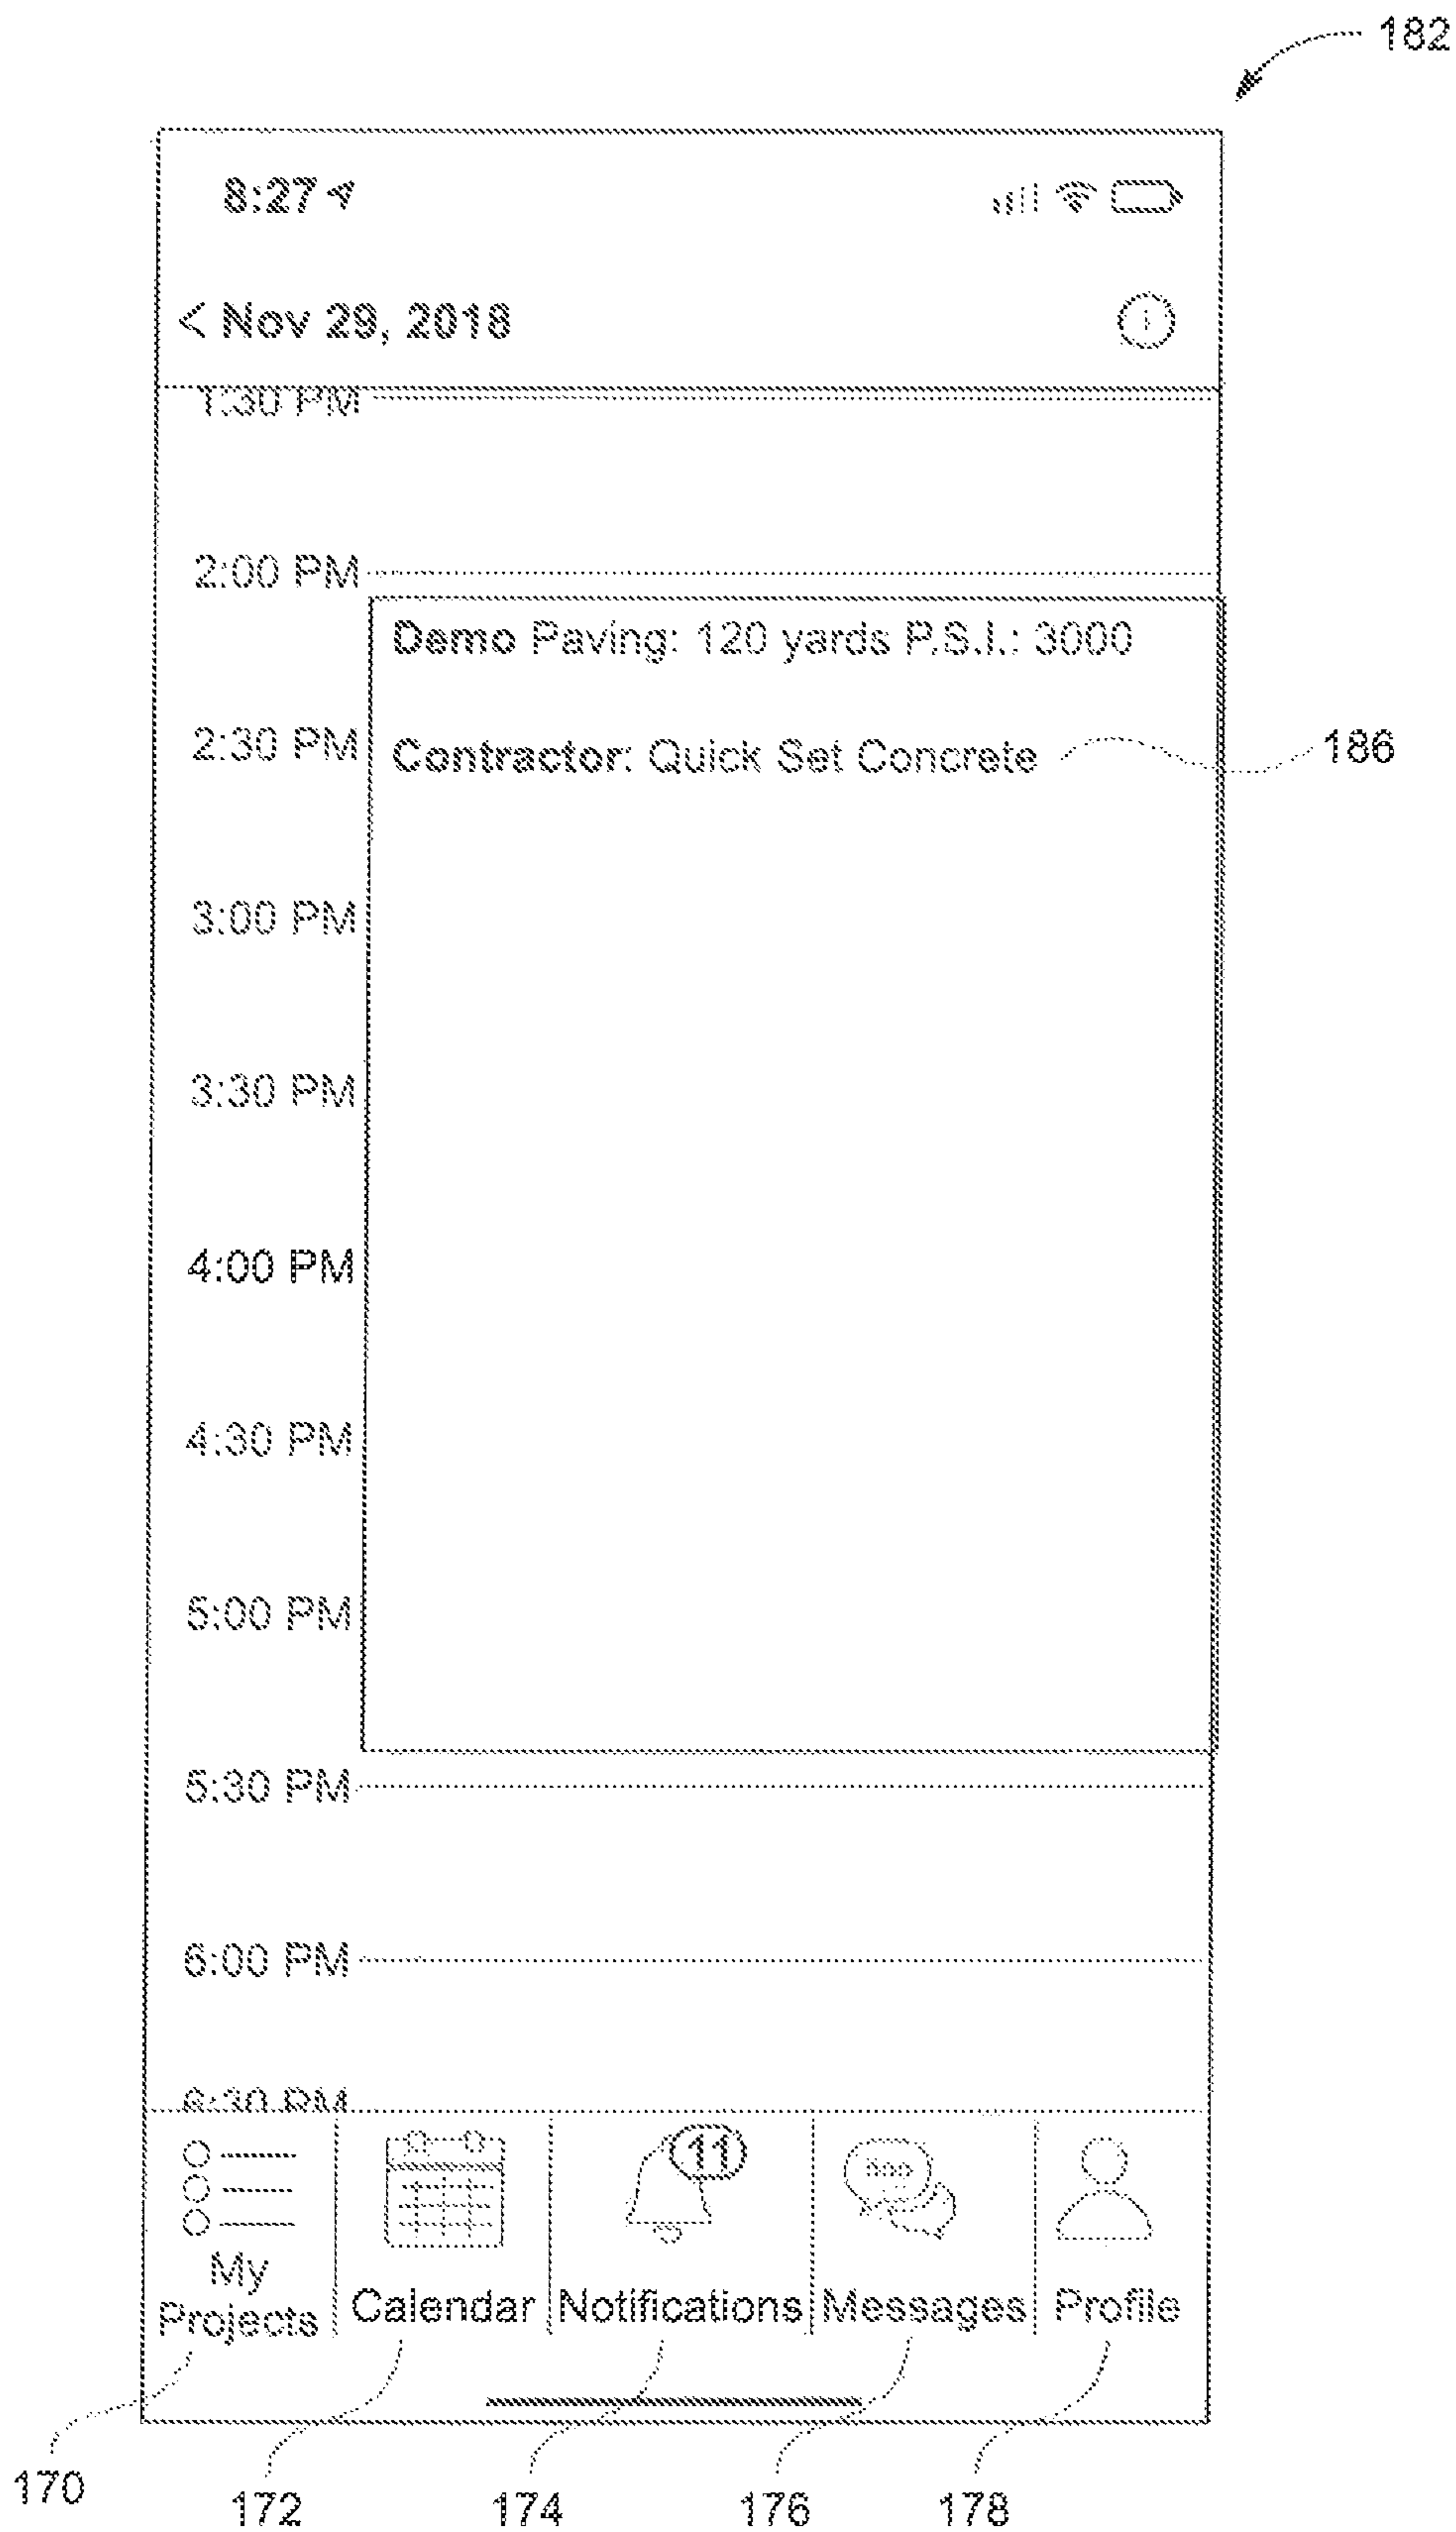 182
8:27
< Nov 29, 2018
1:30 PM
2:00 PM
Demo Paving: 120 yards P.S.I.: 3000
2:30 PM
Contractor: Quick Set Concrete
186
3:00 PM
3:30 PM
4:00 PM
4:30 PM
5:00 PM
5:30 PM
6:00 PM
6:30 PM
11
My
Projects
Calendar
Notifications
Messages
Profile
170
172
174
176
178